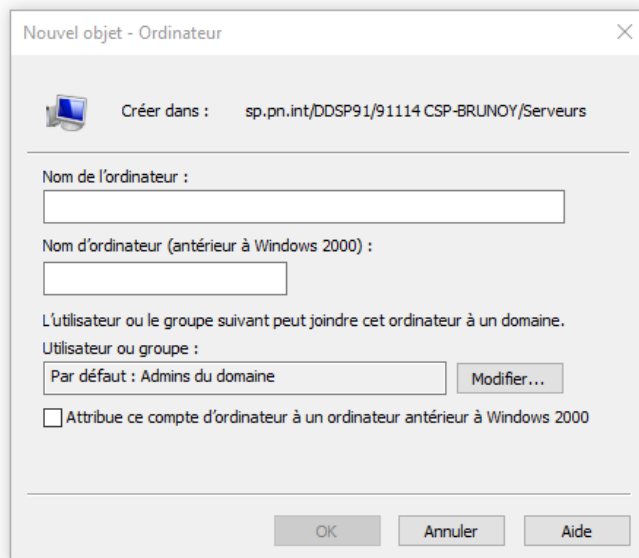 Nouvel objet - Ordinateur
Créer dans : sp.pn.int/DDSP91/91114 CSP-BRUNOY/Serveurs
Nom de l'ordinateur :
Nom d'ordinateur (antérieur à Windows 2000) :
L'utilisateur ou le groupe suivant peut joindre cet ordinateur à un domaine.
Utilisateur ou groupe :
Par défaut : Admins du domaine
Modifier...
Attribue ce compte d'ordinateur à un ordinateur antérieur à Windows 2000
OK Annuler Aide